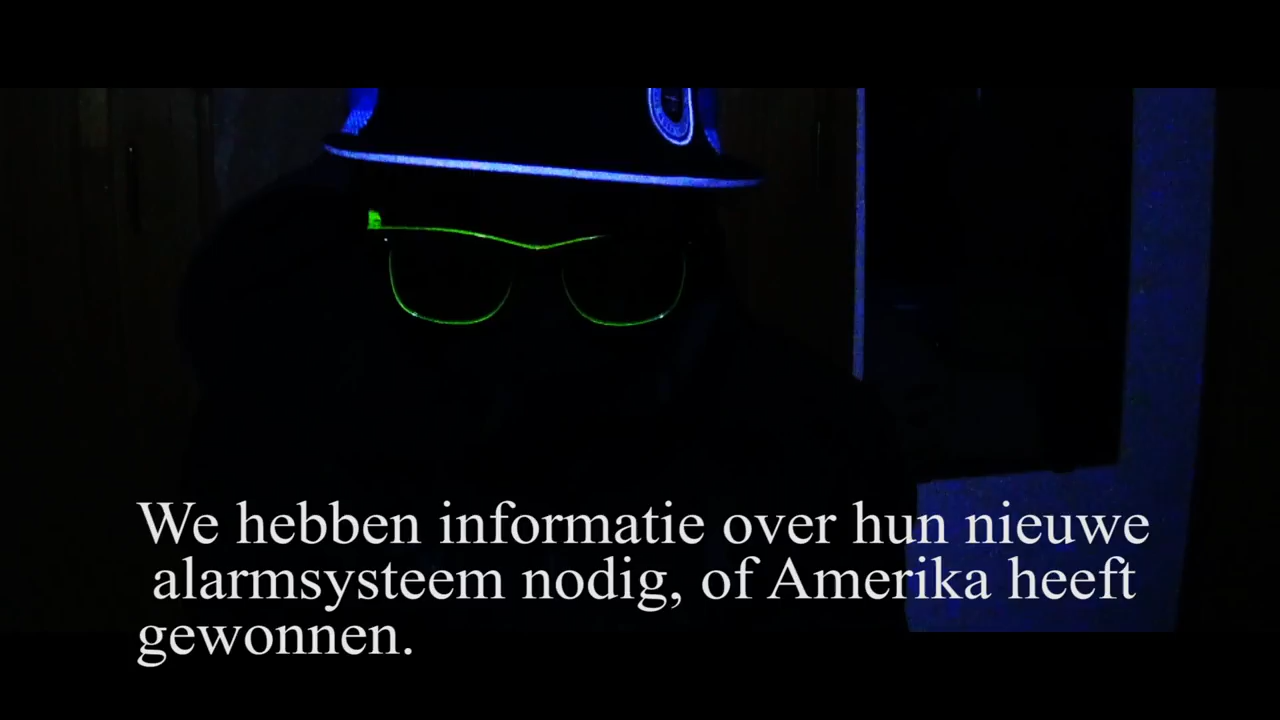 We hebben informatie over hun nieuwe
alarmsysteem nodig, of Amerika heeft
gewonnen.